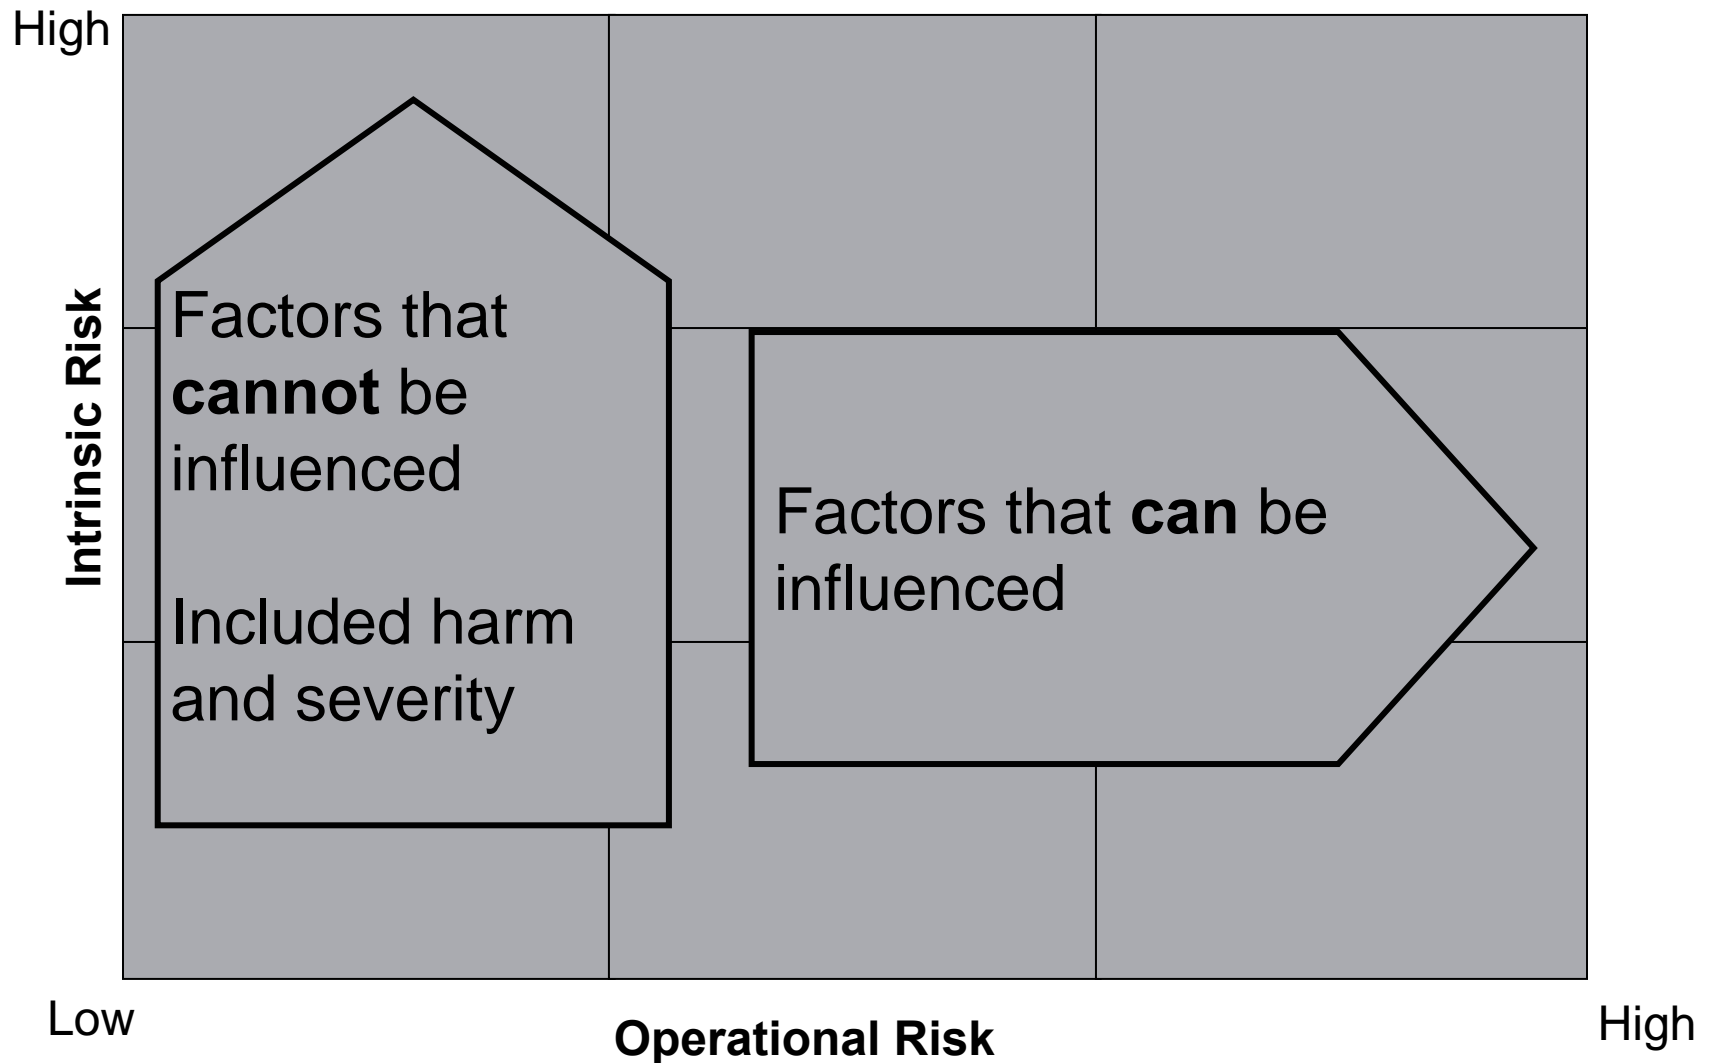 High
Intrinsic Risk
Factors that
cannot be
influenced
Included harm
and severity
Factors that can be
influenced
Low
Operational Risk
High